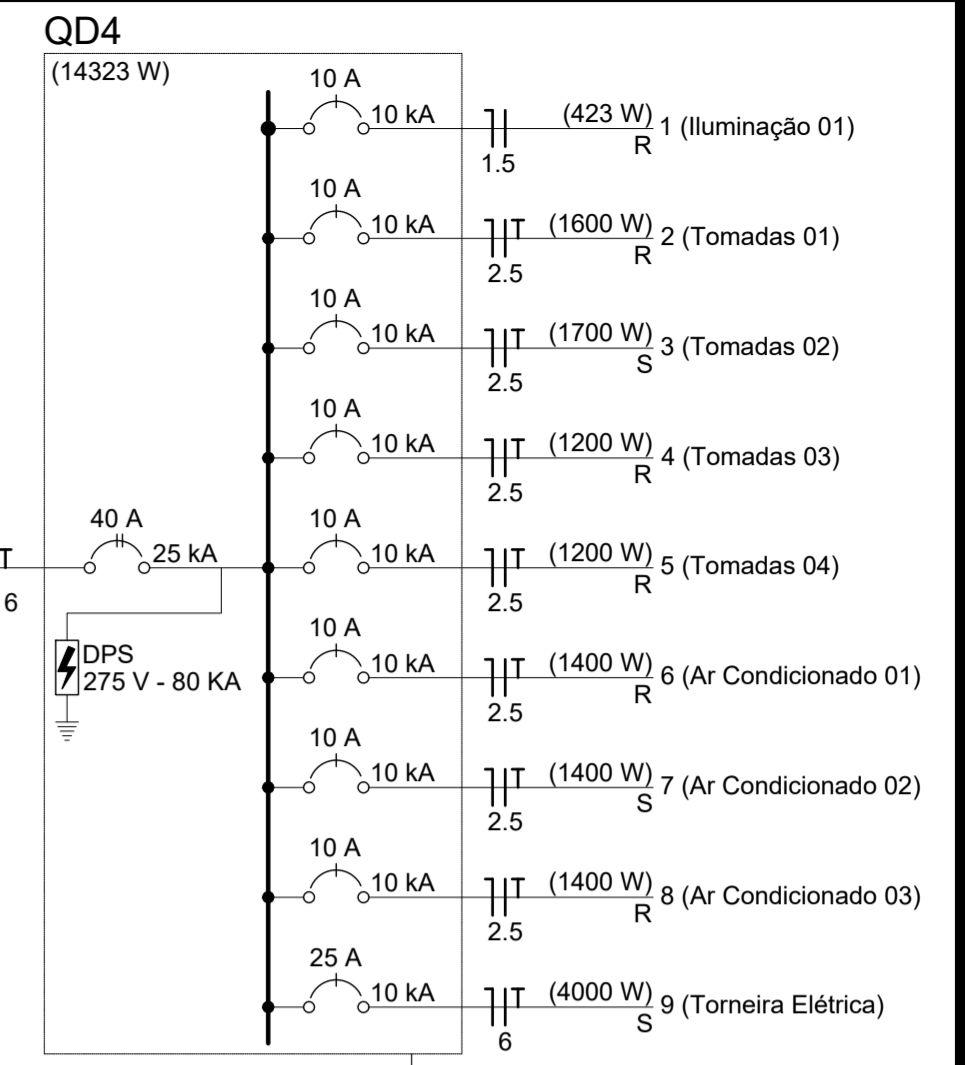 QD4
(14323 W)
10 A
10 kA
1.5
(423 W)
R
1 (Iluminação 01)
10 A
10 kA
2.5
T
(1600 W)
R
2 (Tomadas 01)
10 A
10 kA
2.5
T
(1700 W)
S
3 (Tomadas 02)
10 A
10 kA
2.5
T
(1200 W)
R
4 (Tomadas 03)
T
6
40 A
25 kA
DPS
275 V - 80 KA
10 A
10 kA
2.5
T
(1200 W)
R
5 (Tomadas 04)
10 A
10 kA
2.5
T
(1400 W)
R
6 (Ar Condicionado 01)
10 A
10 kA
2.5
T
(1400 W)
S
7 (Ar Condicionado 02)
10 A
10 kA
2.5
T
(1400 W)
R
8 (Ar Condicionado 03)
25 A
10 kA
6
T
(4000 W)
S
9 (Torneira Elétrica)